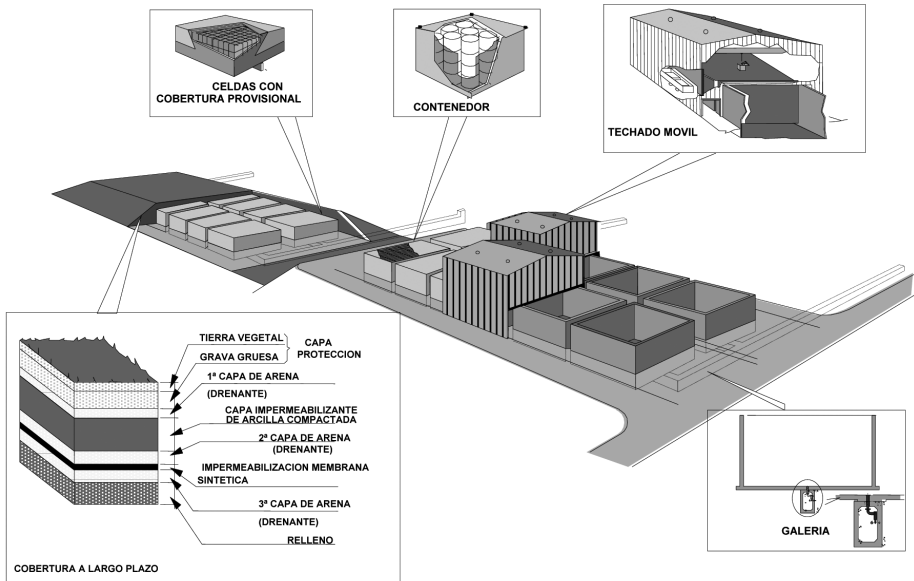 CELDAS CON
COBERTURA PROVISIONAL
CONTENEDOR
TECHADO MOVIL
TIERRA VEGETAL
GRAVA GRUESA
CAPA
PROTECCION
1ª CAPA DE ARENA
(DRENANTE)
CAPA IMPERMEABILIZANTE
DE ARCILLA COMPACTADA
2ª CAPA DE ARENA
(DRENANTE)
IMPERMEABILIZACION MEMBRANA
SINTETICA
3ª CAPA DE ARENA
(DRENANTE)
RELLENO
COBERTURA A LARGO PLAZO
GALERIA